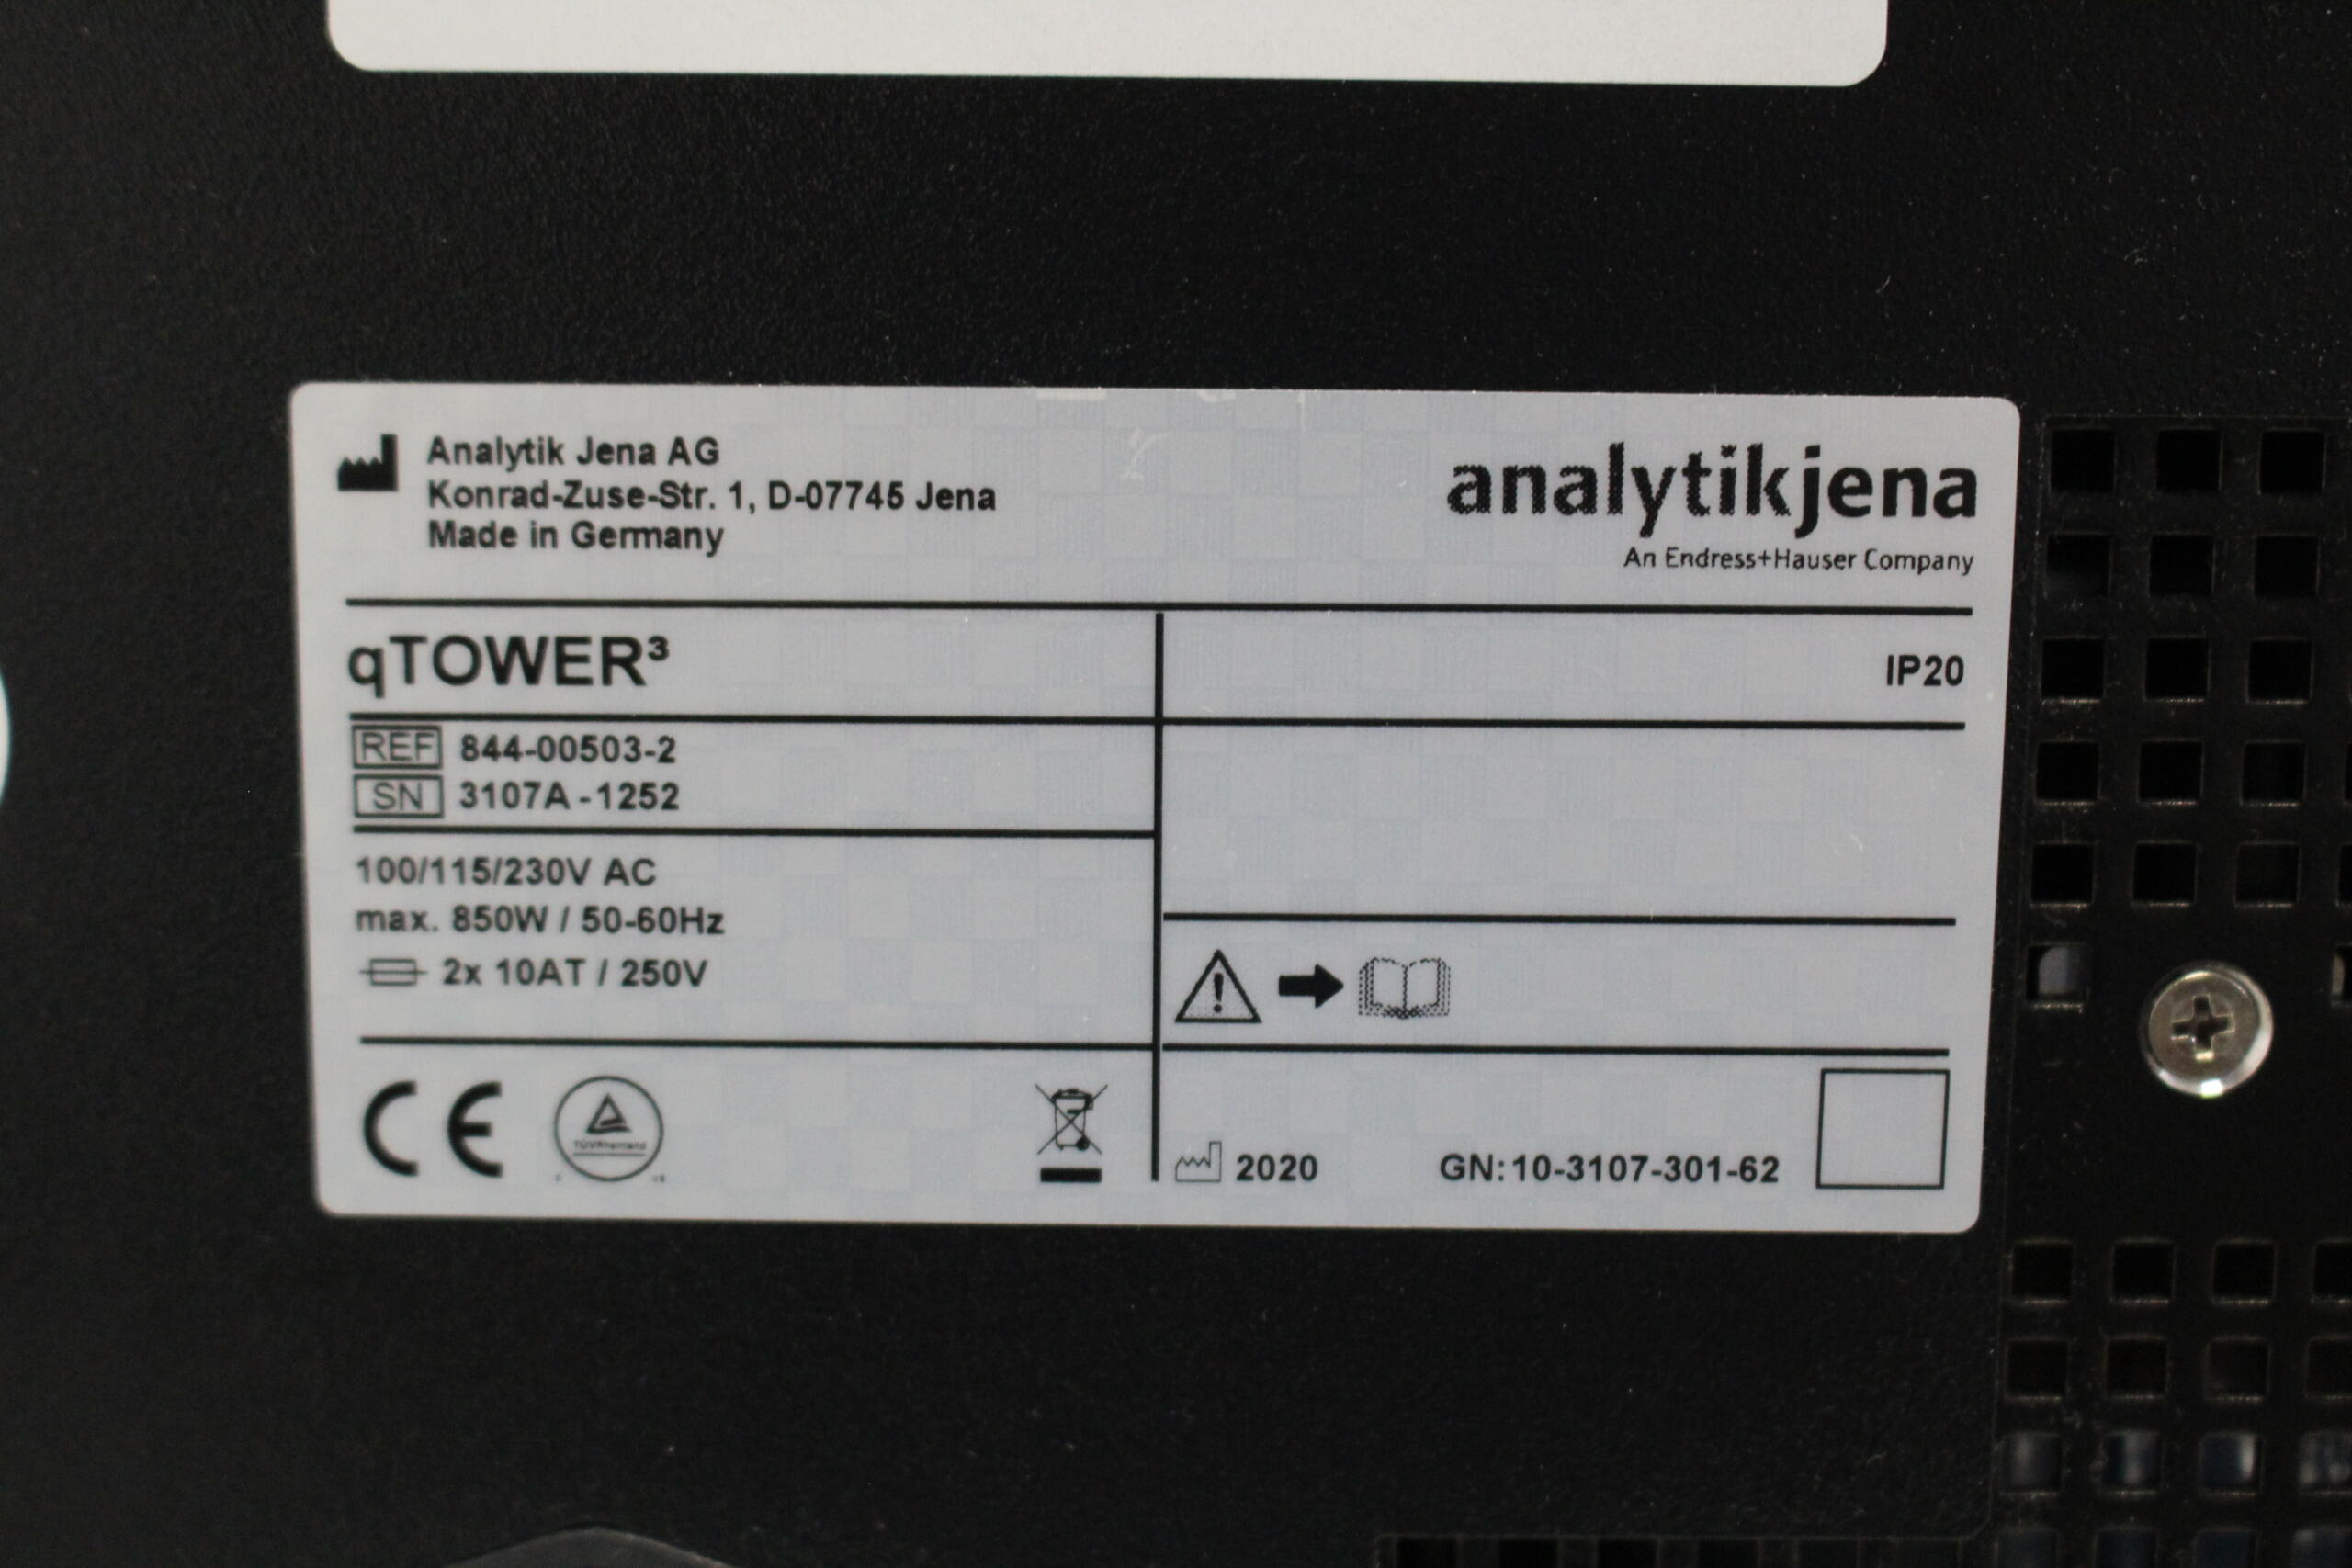 Analytik Jena AG
Konrad-Zuse-Str. 1, D-07745 Jena
Made in Germany
analytikjena
An Endress+Hauser Company
qTOWER³
IP20
REF 844-00503-2
SN 3107A-1252
100/115/230V AC
max. 850W / 50-60Hz
2x 10AT / 250V
CE
TÜVRheinland
2020
GN:10-3107-301-62